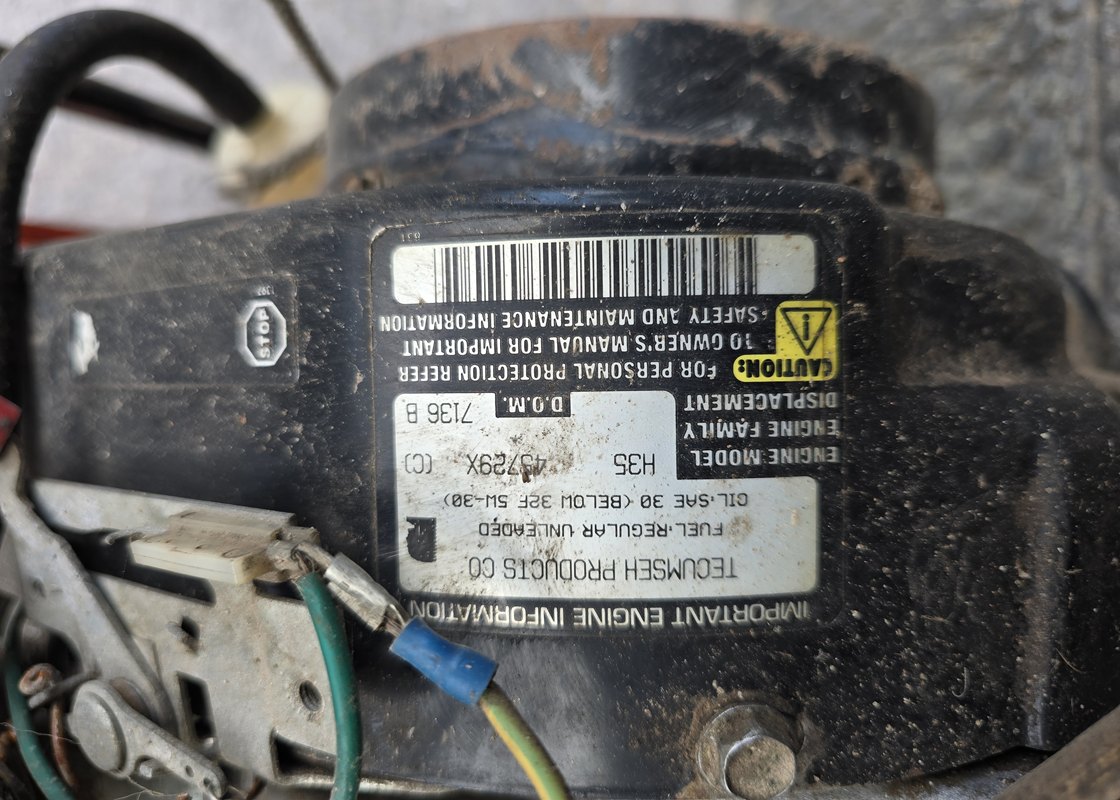 IMPORTANT ENGINE INFORMATION
TECUMSEH PRODUCTS CO
FUEL-REGULAR UNLEADED
OIL-SAE 30 (BELOW 32F 5W-30)
ENGINE MODEL H35 45729X (C)
ENGINE FAMILY
DISPLACEMENT D.O.M. 7136 B
CAUTION: FOR PERSONAL PROTECTION REFER
TO OWNER'S MANUAL FOR IMPORTANT
SAFETY AND MAINTENANCE INFORMATION
831
STOP